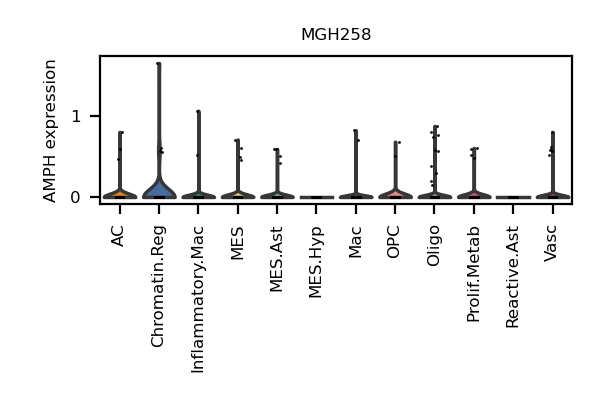 MGH258
AMPH expression
1
0
AC
Chromatin.Reg
Inflammatory.Mac
MES
MES.Ast
MES.Hyp
Mac
OPC
Oligo
Prolif.Metab
Reactive.Ast
Vasc